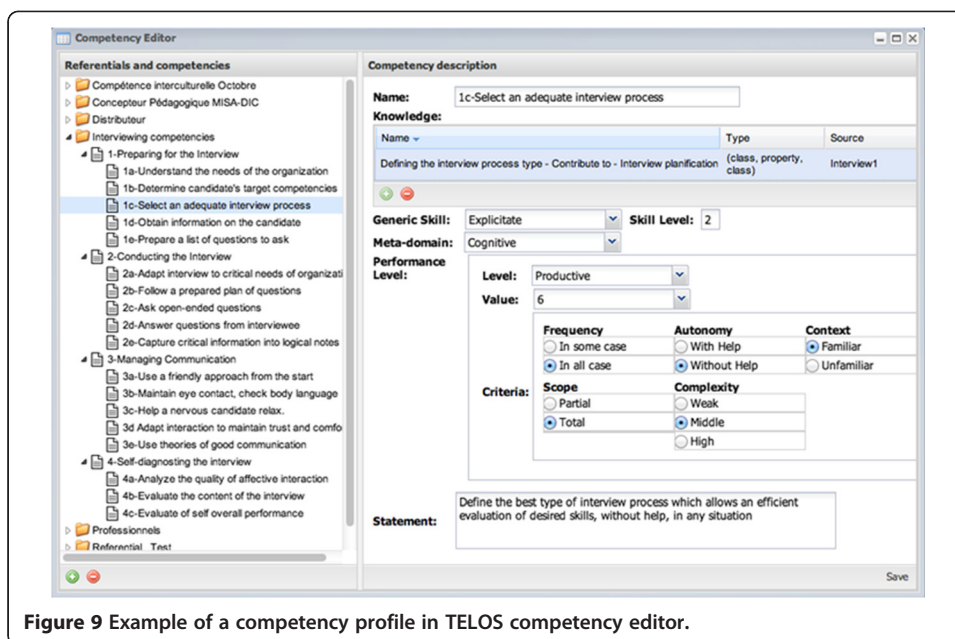 Competency Editor
Referentials and competencies
Compétence interculturelle Octobre
Concepteur Pédagogique MISA-DIC
Distributeur
Interviewing competencies
1-Preparing for the Interview
1a-Understand the needs of the organization
1b-Determine candidate's target competencies
1c-Select an adequate interview process
1d-Obtain information on the candidate
1e-Prepare a list of questions to ask
2-Conducting the Interview
2a-Adapt interview to critical needs of organizati
2b-Follow a prepared plan of questions
2c-Ask open-ended questions
2d-Answer questions from interviewee
2e-Capture critical information into logical notes
3-Managing Communication
3a-Use a friendly approach from the start
3b-Maintain eye contact, check body language
3c-Help a nervous candidate relax.
3d Adapt interaction to maintain trust and comfo
3e-Use theories of good communication
4-Self-diagnosting the interview
4a-Analyze the quality of affective interaction
4b-Evaluate the content of the interview
4c-Evaluate of self overall performance
Professionnels
Referential_Test
Competency description
Name: 1c-Select an adequate interview process
Knowledge:
Name Type Source
Defining the interview process type - Contribute to - Interview planification (class, property, Interview1
class)
Generic Skill: Explicitate Skill Level: 2
Meta-domain: Cognitive
Performance
Level:
Level: Productive
Value: 6
Criteria:
Frequency Autonomy Context
In some case With Help Familiar
In all case Without Help Unfamiliar
Scope Complexity
Partial Weak
Total Middle
High
Statement:
Define the best type of interview process which allows an efficient
evaluation of desired skills, without help, in any situation
Save
Figure 9 Example of a competency profile in TELOS competency editor.